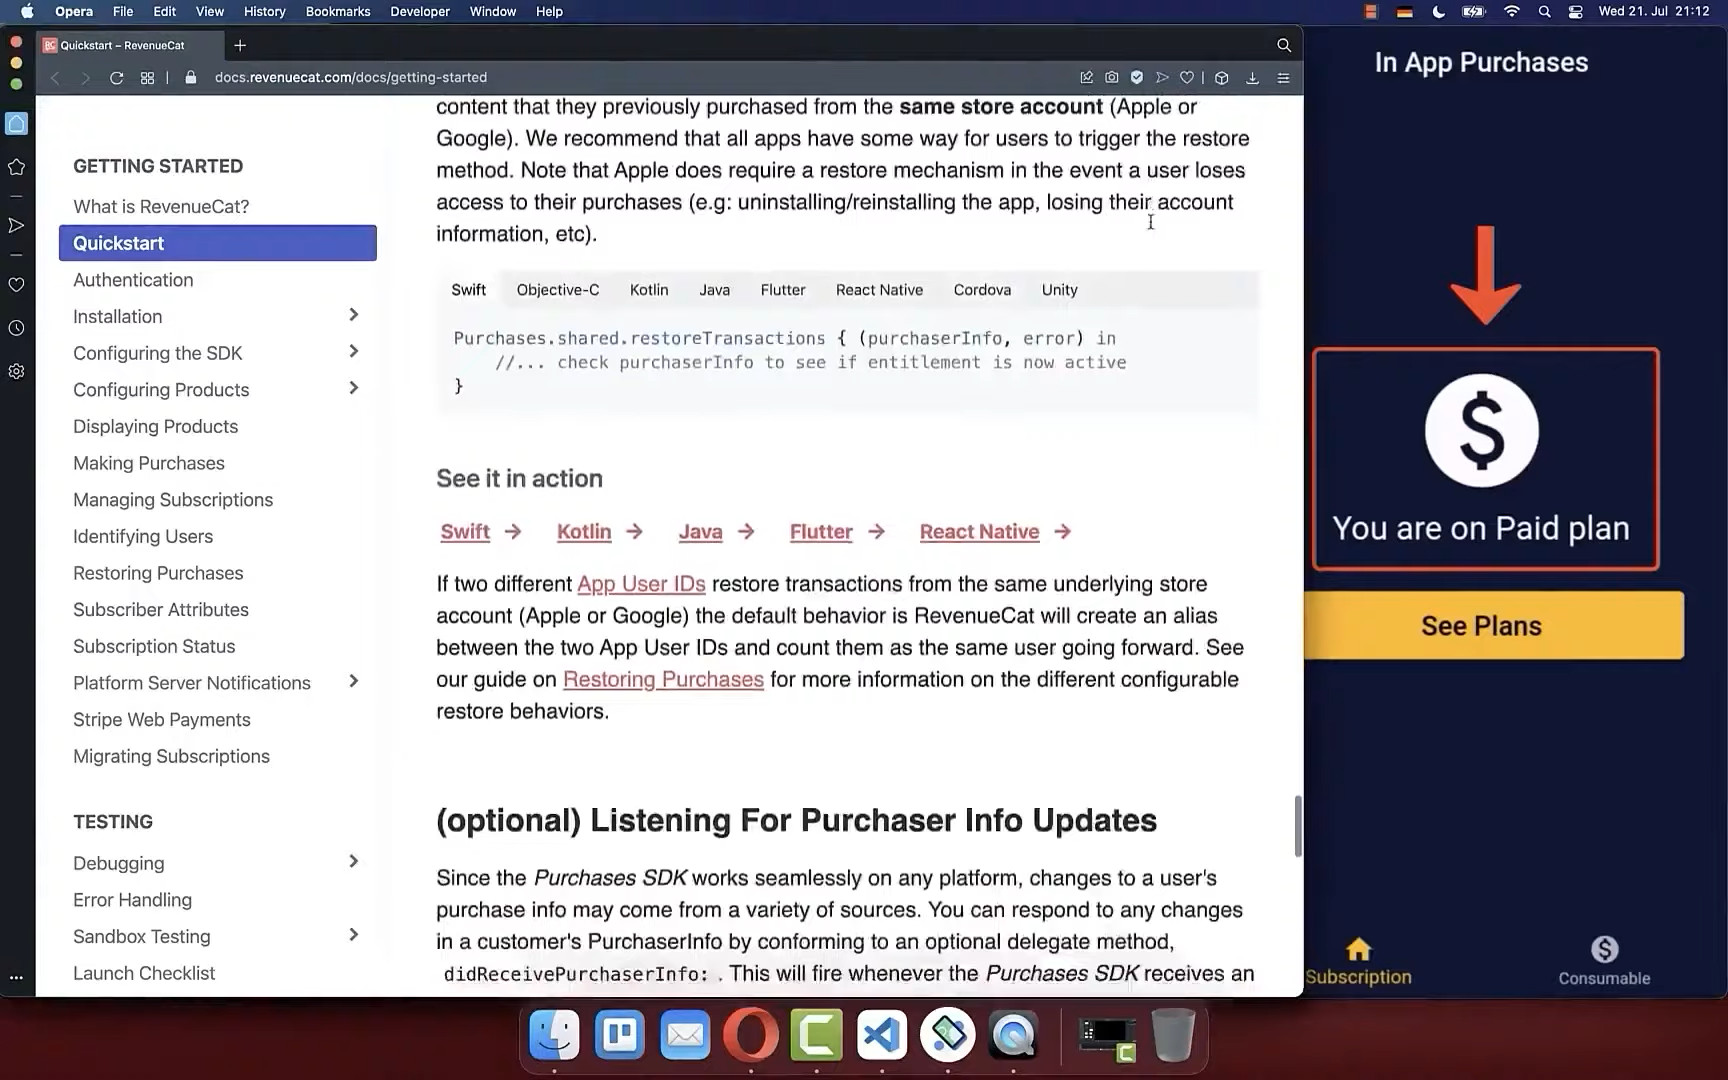 Opera File Edit View History Bookmarks Developer Window Help Wed 21. Jul 21:12
Quickstart – RevenueCat
docs.revenuecat.com/docs/getting-started
GETTING STARTED
What is RevenueCat?
Quickstart
Authentication
Installation
Configuring the SDK
Configuring Products
Displaying Products
Making Purchases
Managing Subscriptions
Identifying Users
Restoring Purchases
Subscriber Attributes
Subscription Status
Platform Server Notifications
Stripe Web Payments
Migrating Subscriptions
TESTING
Debugging
Error Handling
Sandbox Testing
Launch Checklist
content that they previously purchased from the same store account (Apple or
Google). We recommend that all apps have some way for users to trigger the restore
method. Note that Apple does require a restore mechanism in the event a user loses
access to their purchases (e.g: uninstalling/reinstalling the app, losing their account
information, etc).
Swift Objective-C Kotlin Java Flutter React Native Cordova Unity
Purchases.shared.restoreTransactions { (purchaserInfo, error) in
//... check purchaserInfo to see if entitlement is now active
}
See it in action
Swift → Kotlin → Java → Flutter → React Native →
If two different App User IDs restore transactions from the same underlying store
account (Apple or Google) the default behavior is RevenueCat will create an alias
between the two App User IDs and count them as the same user going forward. See
our guide on Restoring Purchases for more information on the different configurable
restore behaviors.
(optional) Listening For Purchaser Info Updates
Since the Purchases SDK works seamlessly on any platform, changes to a user's
purchase info may come from a variety of sources. You can respond to any changes
in a customer's PurchaserInfo by conforming to an optional delegate method,
didReceivePurchaserInfo: . This will fire whenever the Purchases SDK receives an
In App Purchases
$
You are on Paid plan
See Plans
Subscription
$
Consumable